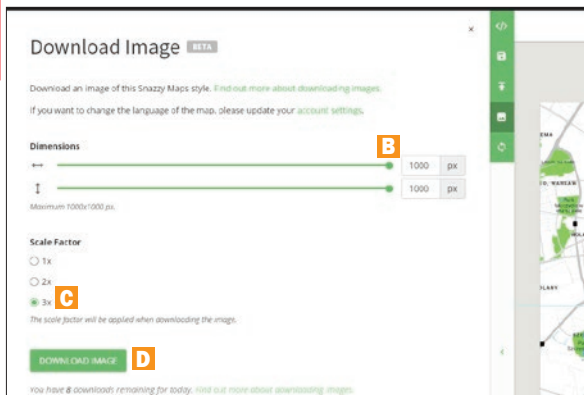 ×
Download Image BETA
Download an image of this Snazzy Maps style. Find out more about downloading images.
If you want to change the language of the map, please update your account settings.
Dimensions
B
1000 px
1000 px
Maximum 1000x1000 px.
Scale Factor
1x
2x
3x C
The scale factor will be applied when downloading the image.
DOWNLOAD IMAGE D
You have 8 downloads remaining for today. Find out more about downloading images.